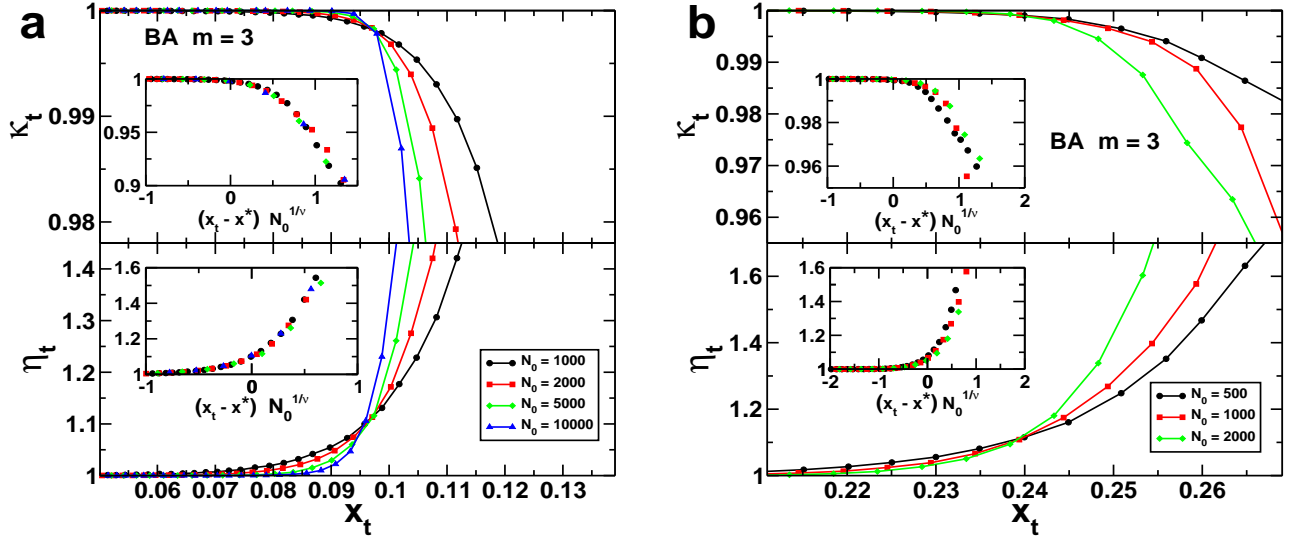 a
BA m = 3
κt
1
0.99
0.98
1
0.95
0.9
-1
0
1
(xt - x*) N0^1/ν
ηt
1.4
1.3
1.2
1.1
1
1.6
1.4
1.2
1
-1
0
1
(xt - x*) N0^1/ν
N0 = 1000
N0 = 2000
N0 = 5000
N0 = 10000
0.06 0.07 0.08 0.09 0.1 0.11 0.12 0.13
xt
b
BA m = 3
κt
1
0.99
0.98
0.97
0.96
1
0.98
0.96
-1
0
1
2
(xt - x*) N0^1/ν
ηt
1.6
1.4
1.2
1
1.6
1.4
1.2
1
-2
-1
0
1
2
(xt - x*) N0^1/ν
N0 = 500
N0 = 1000
N0 = 2000
0.22 0.23 0.24 0.25 0.26
xt